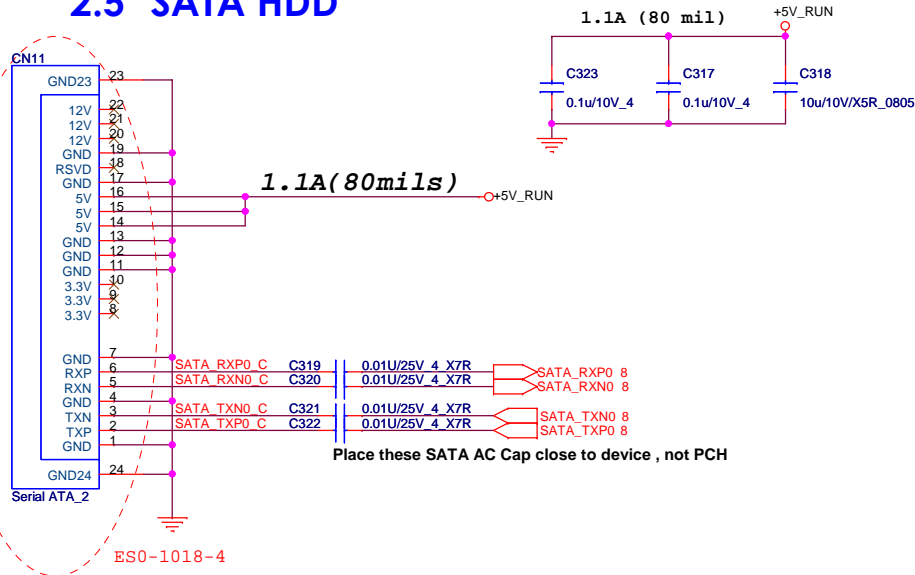 2.5" SATA HDD
1.1A (80 mil)
+5V_RUN
C323
0.1u/10V_4
C317
0.1u/10V_4
C318
10u/10V/X5R_0805
CN11
GND23 23
12V 22
12V 21
12V 20
GND 19
RSVD 18
GND 17
5V 16
5V 15
5V 14
GND 13
GND 12
GND 11
3.3V 10
3.3V 9
3.3V 8
1.1A(80mils)
+5V_RUN
GND 7
RXP 6 SATA_RXP0_C C319 0.01U/25V_4_X7R SATA_RXP0 8
RXN 5 SATA_RXN0_C C320 0.01U/25V_4_X7R SATA_RXN0 8
GND 4
TXN 3 SATA_TXN0_C C321 0.01U/25V_4_X7R SATA_TXN0 8
TXP 2 SATA_TXP0_C C322 0.01U/25V_4_X7R SATA_TXP0 8
GND 1
Place these SATA AC Cap close to device , not PCH
GND24 24
Serial ATA_2
ES0-1018-4